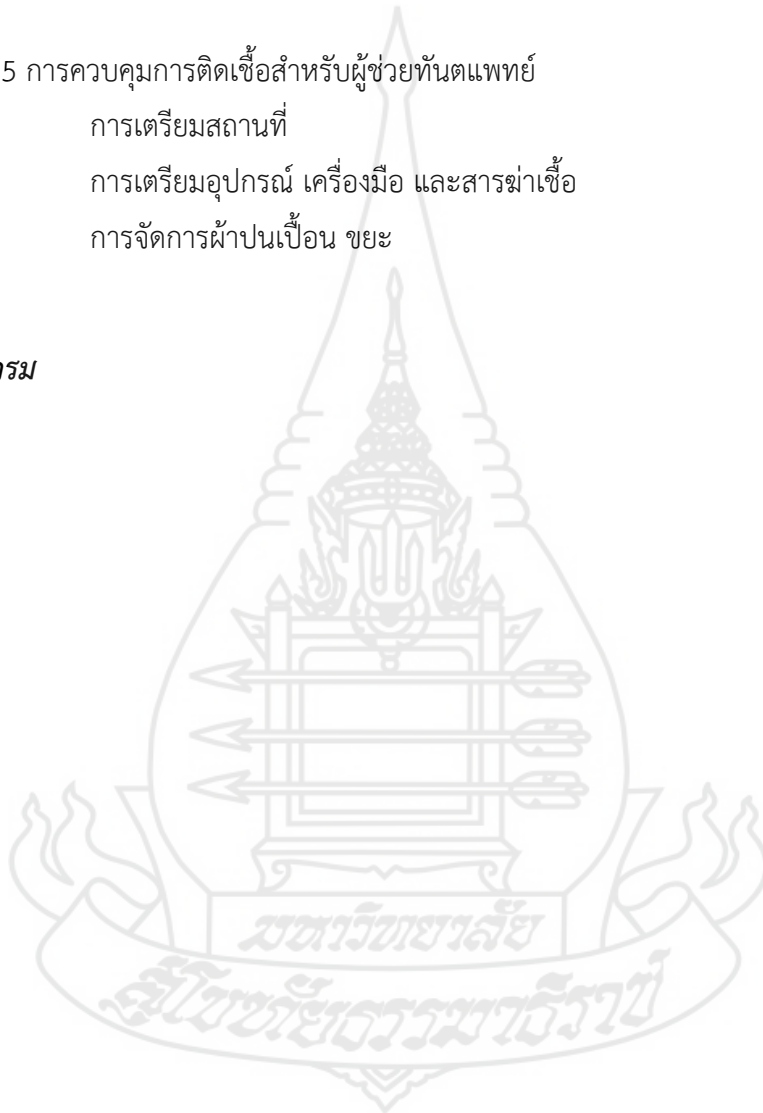 5 การควบคุมการติดเชื้อสำหรับผู้ช่วยทันตแพทย์
การเตรียมสถานที่
การเตรียมอุปกรณ์ เครื่องมือ และสารฆ่าเชื้อ
การจัดการผ้าปนเปื้อน ขยะ
มหาวิทยาลัย
สุโขทัยธรรมาธิราช